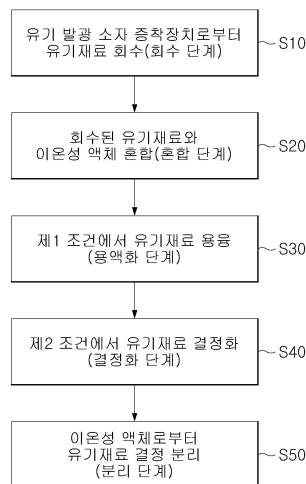 유기 발광 소자 증착장치로부터
유기재료 회수(회수 단계)
S10
회수된 유기재료와
이온성 액체 혼합(혼합 단계)
S20
제1 조건에서 유기재료 용융
(용액화 단계)
S30
제2 조건에서 유기재료 결정화
(결정화 단계)
S40
이온성 액체로부터
유기재료 결정 분리
(분리 단계)
S50